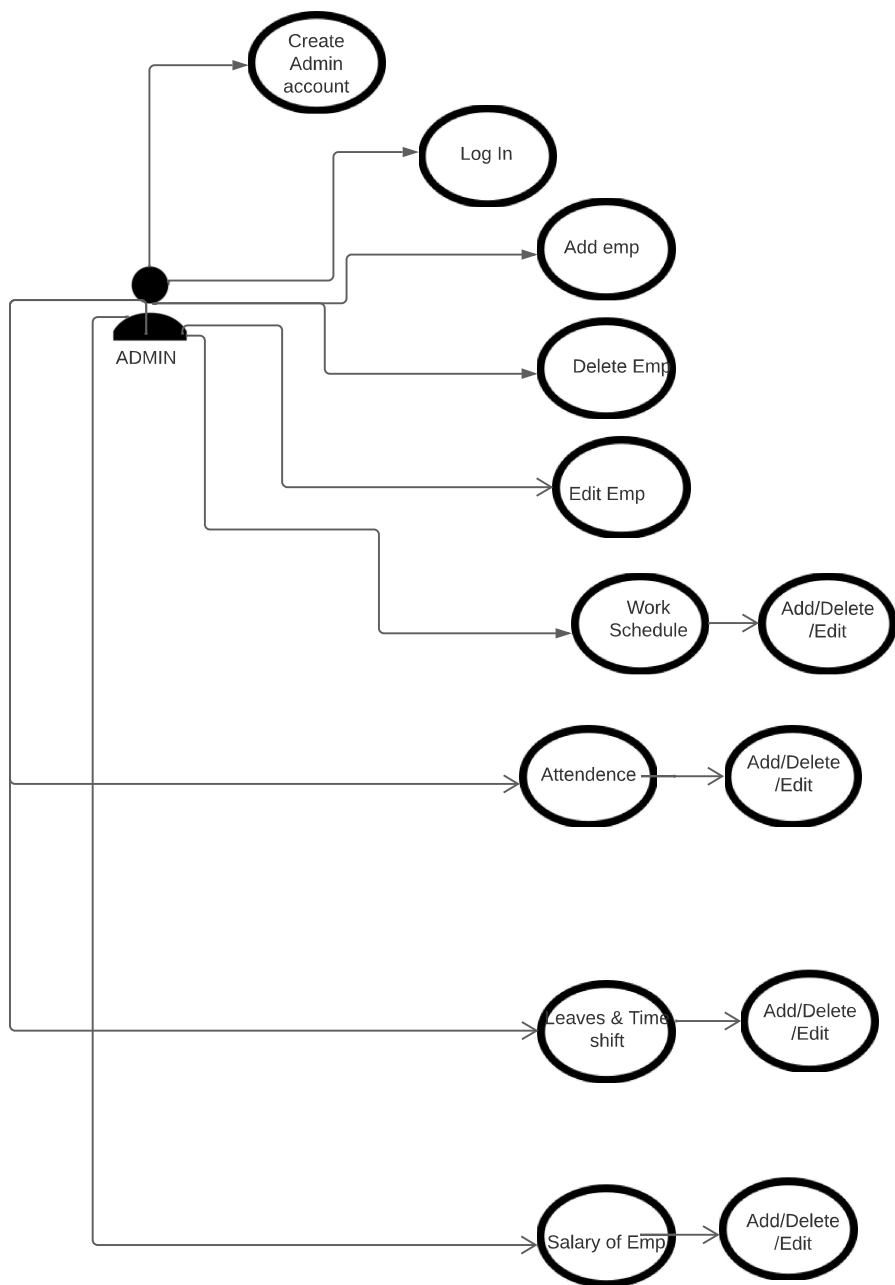 Create
Admin
account
Log In
Add emp
ADMIN
Delete Emp
Edit Emp
Work
Schedule
Add/Delete
/Edit
Attendence
Add/Delete
/Edit
Leaves & Time
shift
Add/Delete
/Edit
Salary of Emp
Add/Delete
/Edit